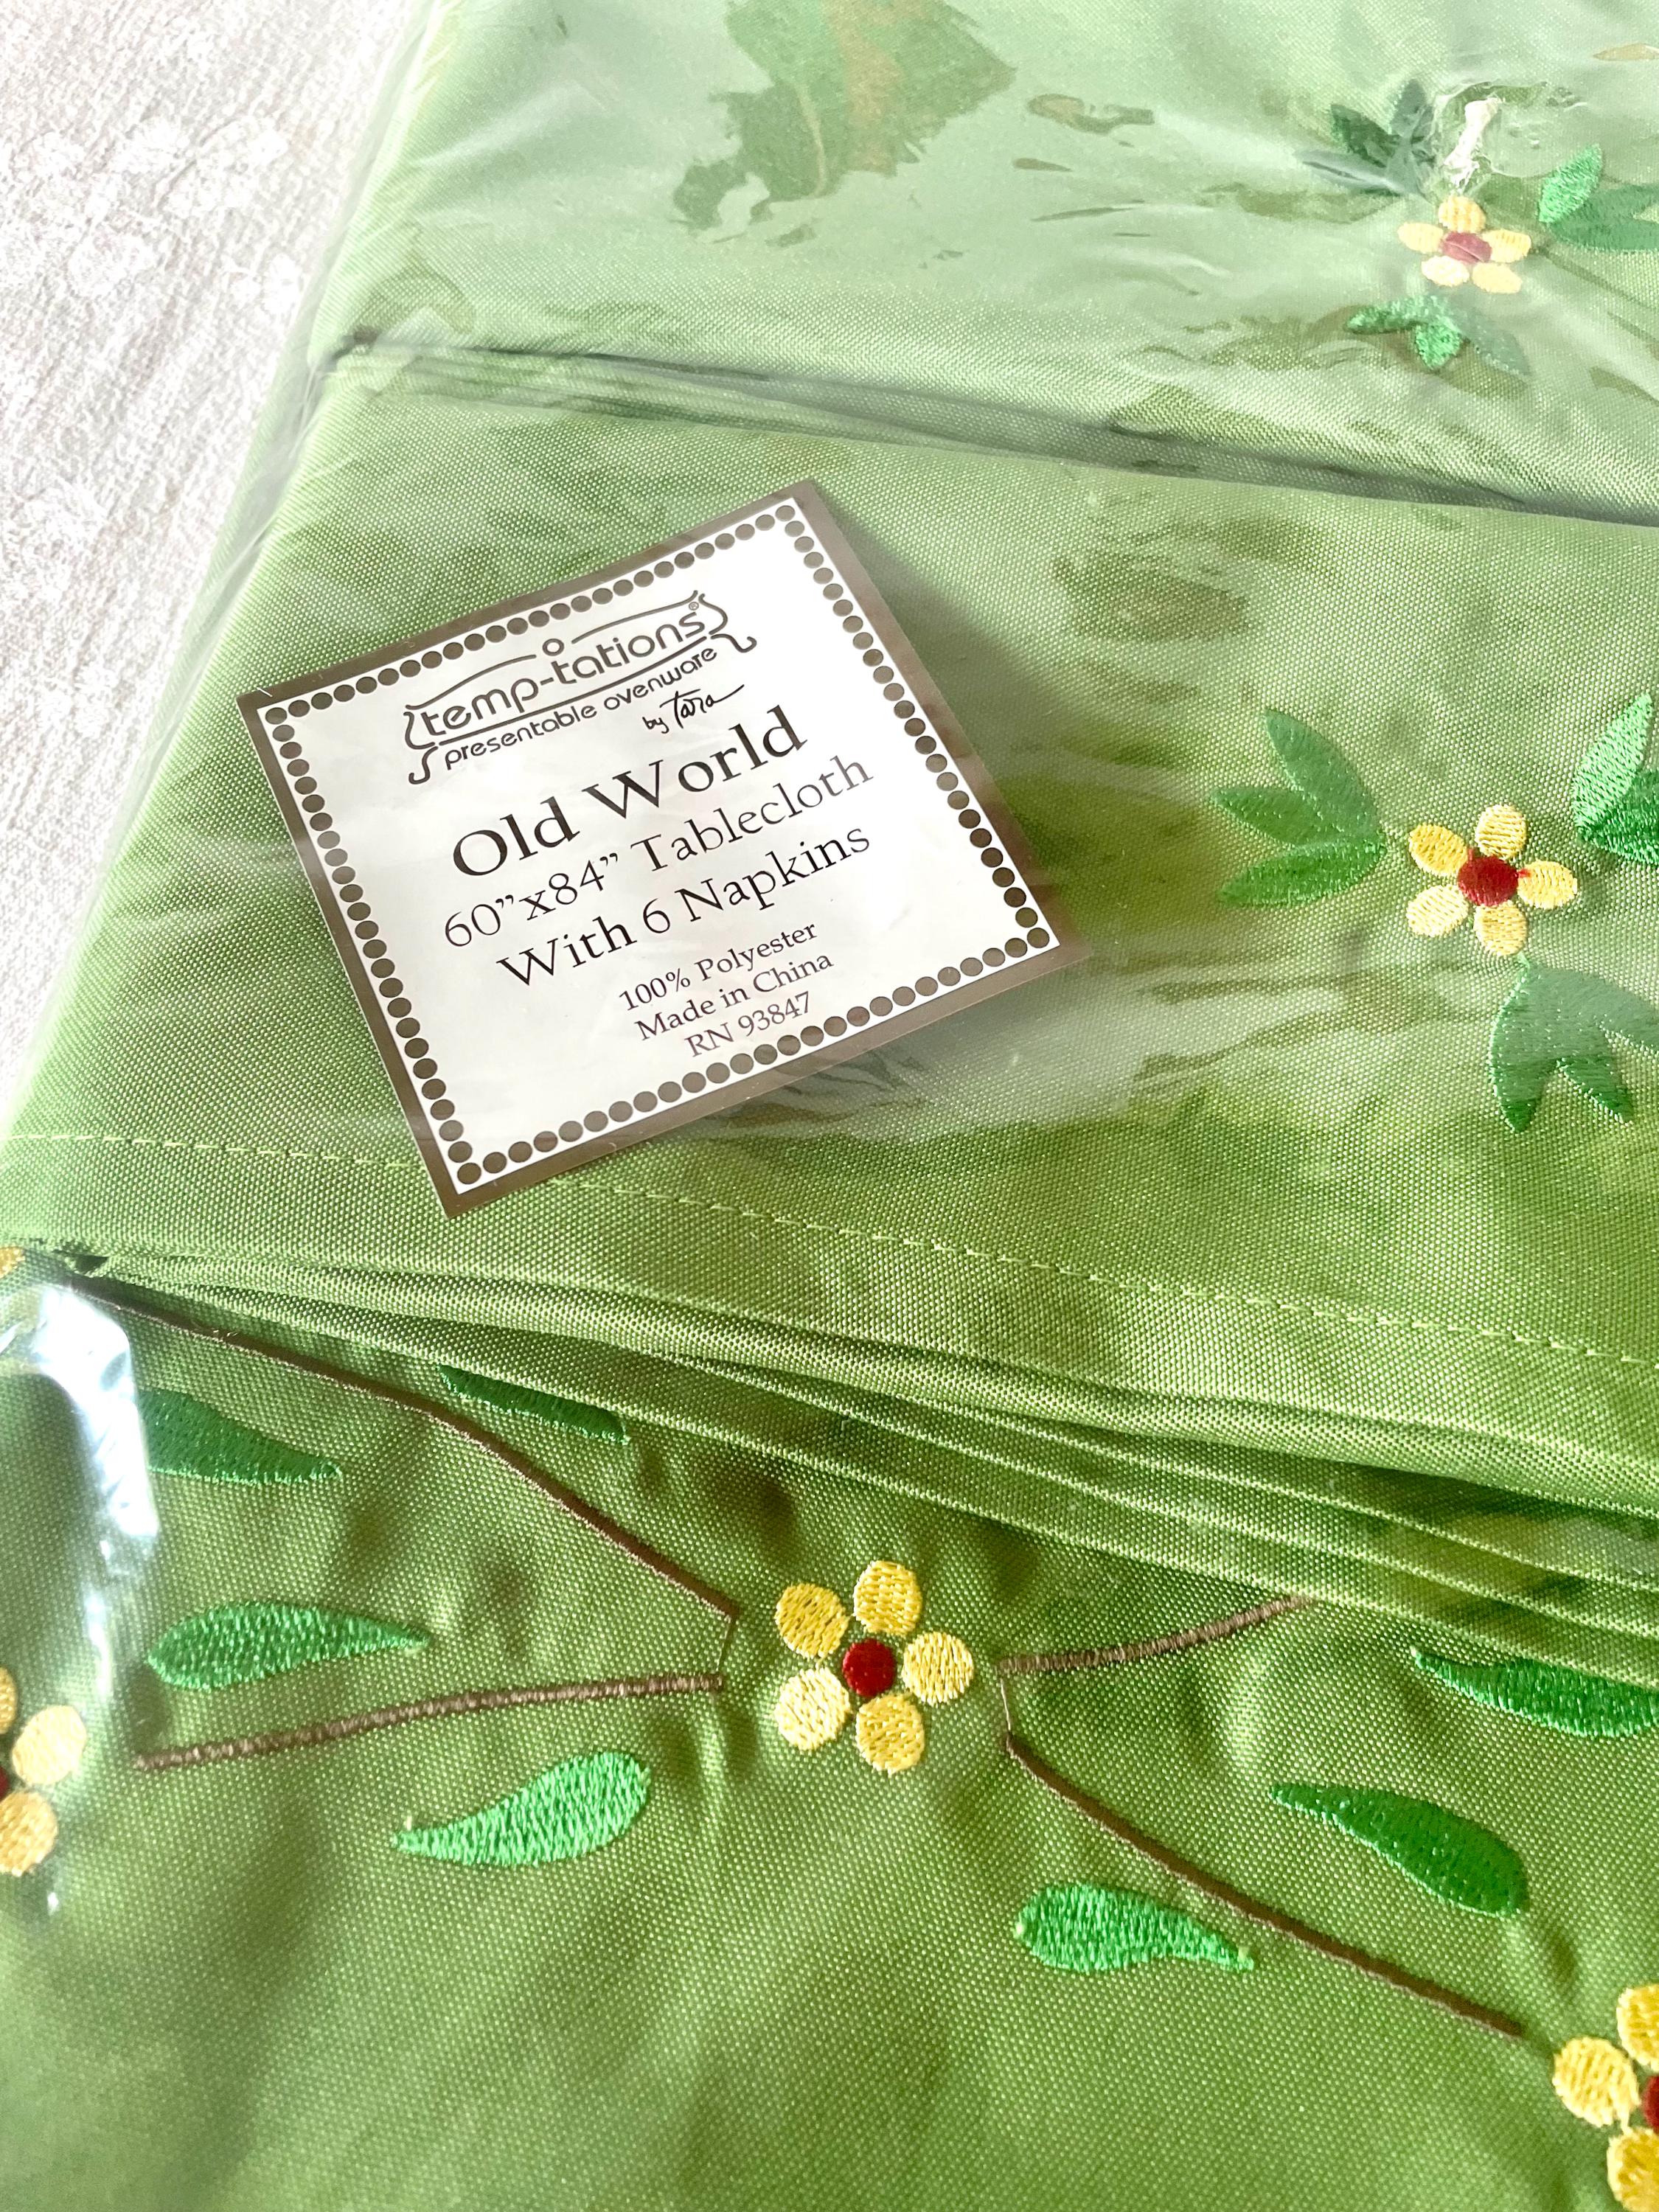 temp-tations®
presentable ovenware
by Tara
Old World
60”x84” Tablecloth
With 6 Napkins
100% Polyester
Made in China
RN 93847